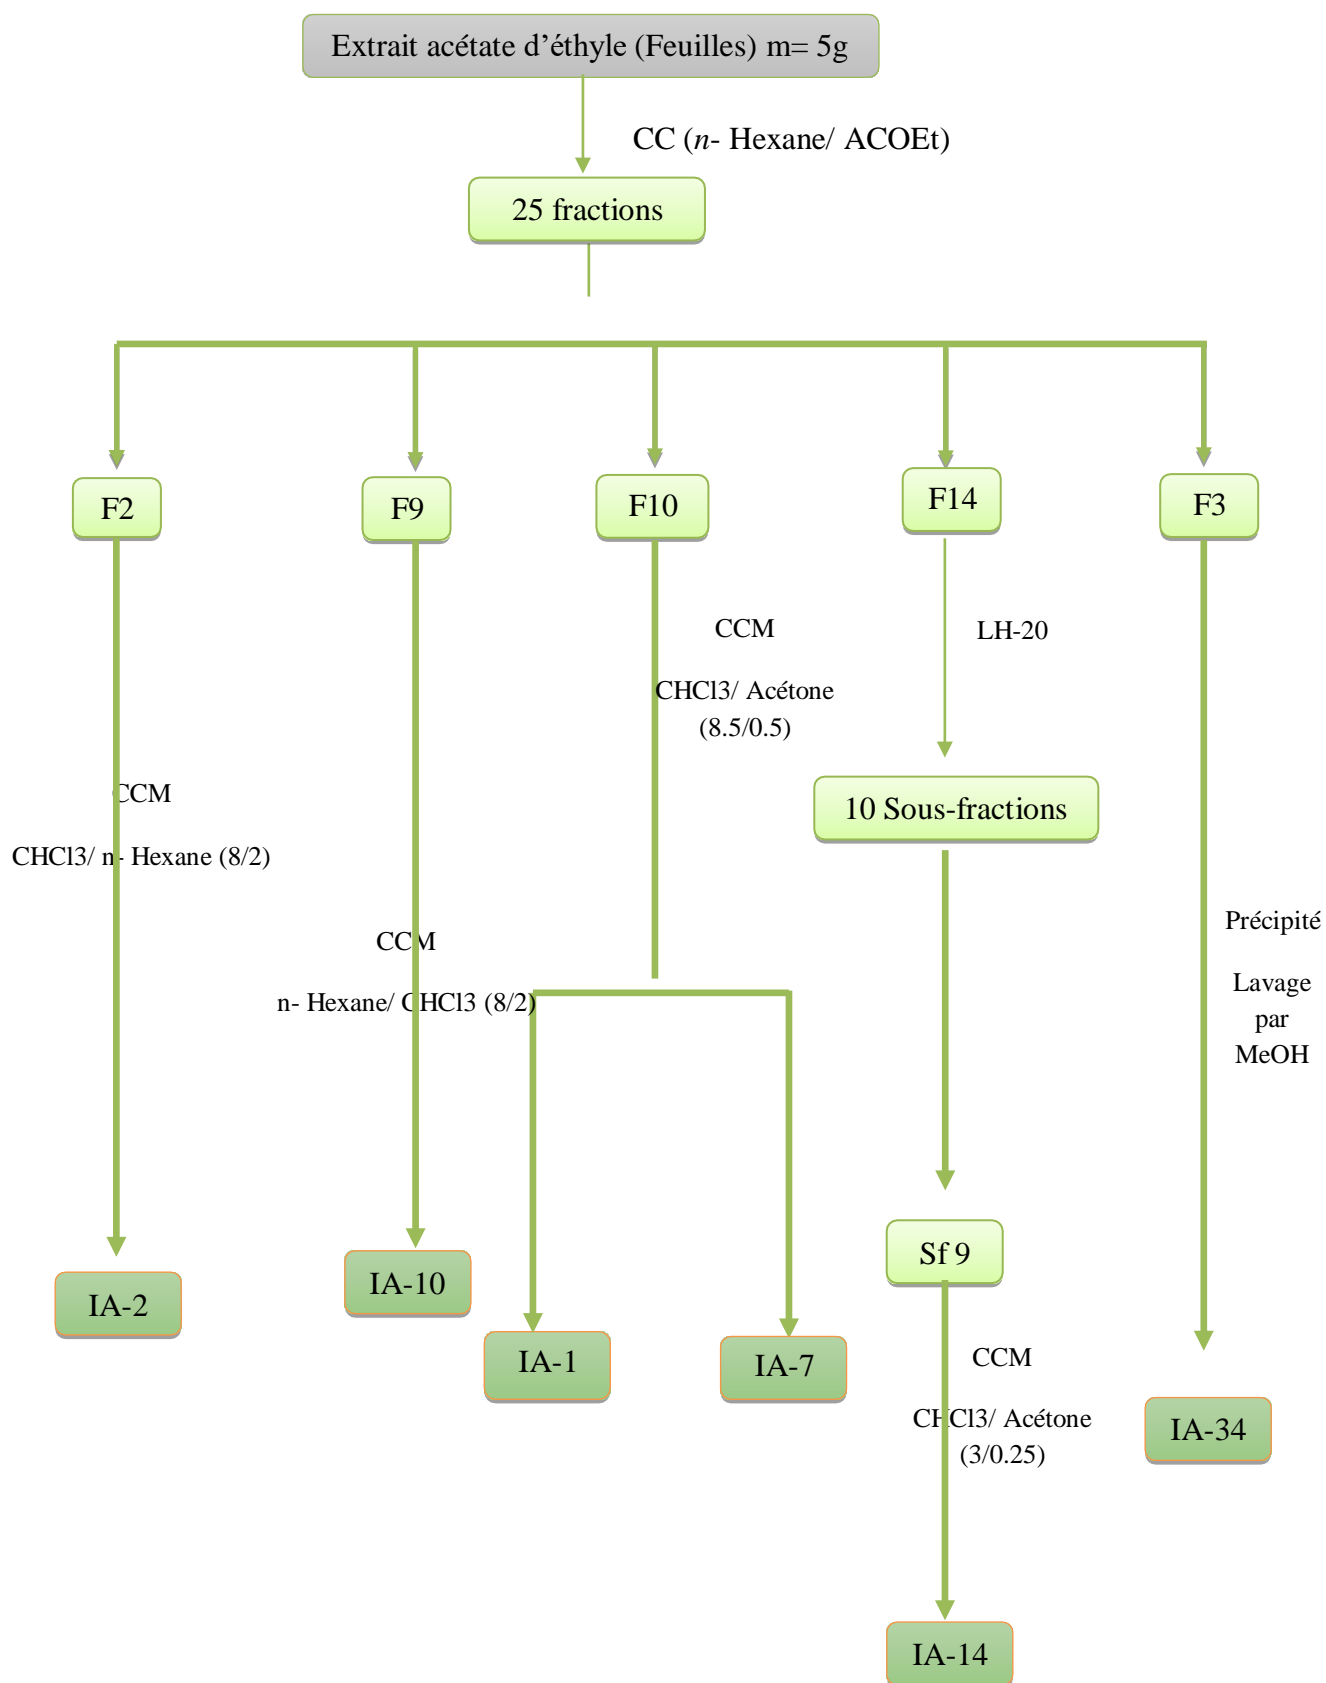 Extrait acétate d’éthyle (Feuilles) m= 5g
CC (n- Hexane/ ACOEt)
25 fractions
F2
F9
F10
F14
F3
CCM
CHCl3/ Acétone
(8.5/0.5)
LH-20
CCM
CHCl3/ n- Hexane (8/2)
10 Sous-fractions
CCM
n- Hexane/ CHCl3 (8/2)
Précipité
Lavage
par
MeOH
Sf 9
IA-2
IA-10
IA-1
IA-7
CCM
CHCl3/ Acétone
(3/0.25)
IA-34
IA-14